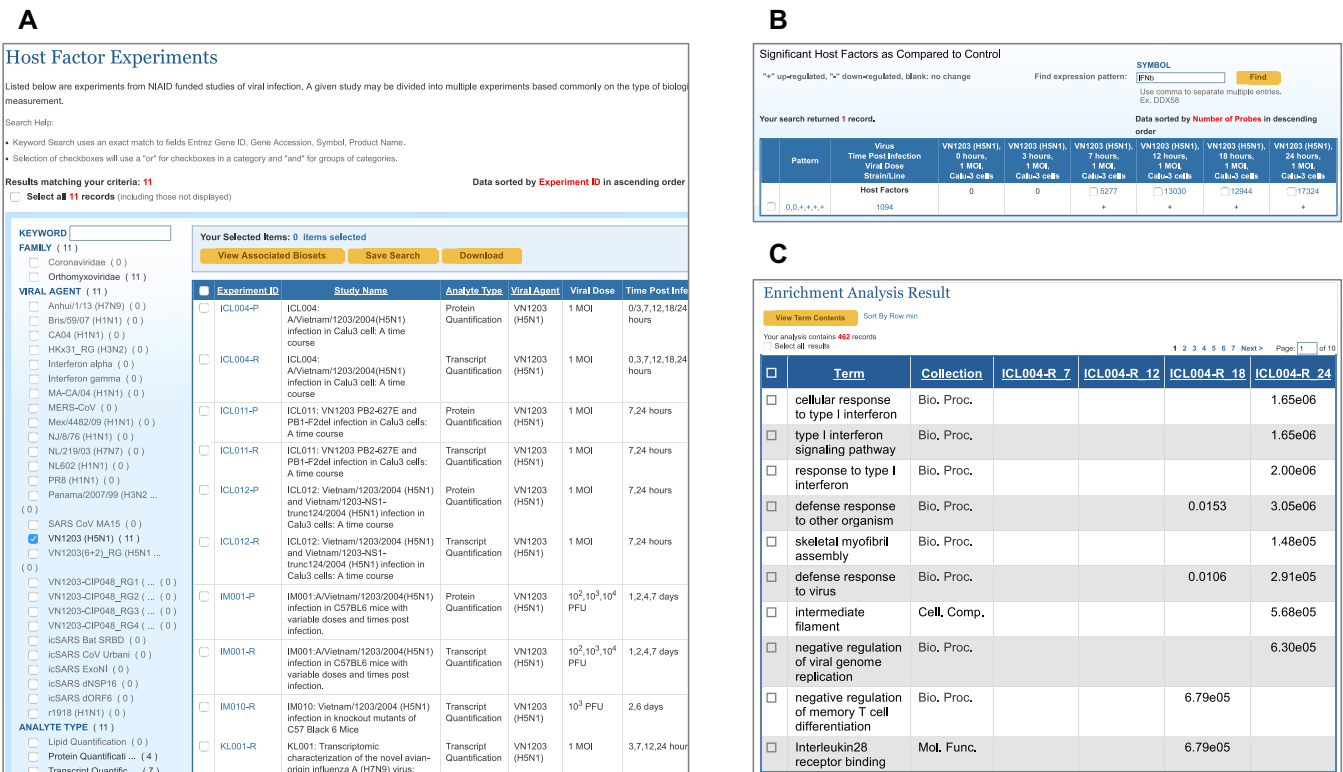 A
Host Factor Experiments
Listed below are experiments from NIAID funded studies of viral infection. A given study may be divided into multiple experiments based commonly on the type of biologi
measurement.
Search Help:
• Keyword Search uses an exact match to fields Entrez Gene ID, Gene Accession, Symbol, Product Name.
• Selection of checkboxes will use a "or" for checkboxes in a category and "and" for groups of categories.
Results matching your criteria: 11
Data sorted by Experiment ID in ascending order
Select all 11 records (including those not displayed)
KEYWORD
FAMILY ( 11 )
Coronaviridae ( 0 )
Orthomyxoviridae ( 11 )
VIRAL AGENT ( 11 )
Anhui/1/13 (H7N9) ( 0 )
Bris/59/07 (H1N1) ( 0 )
CA04 (H1N1) ( 0 )
HKx31_RG (H3N2) ( 0 )
Interferon alpha ( 0 )
Interferon gamma ( 0 )
MA-CA/04 (H1N1) ( 0 )
MERS-CoV ( 0 )
Mex/4482/09 (H1N1) ( 0 )
NJ/8/76 (H1N1) ( 0 )
NL/219/03 (H7N7) ( 0 )
NL602 (H1N1) ( 0 )
PR8 (H1N1) ( 0 )
Panama/2007/99 (H3N2 ...
( 0 )
SARS CoV MA15 ( 0 )
VN1203 (H5N1) ( 11 )
VN1203(6+2)_RG (H5N1 ...
( 0 )
VN1203-CIP048_RG1 ( ... ( 0 )
VN1203-CIP048_RG2 ( ... ( 0 )
VN1203-CIP048_RG3 ( ... ( 0 )
VN1203-CIP048_RG4 ( ... ( 0 )
icSARS Bat SRBD ( 0 )
icSARS CoV Urbani ( 0 )
icSARS ExoNI ( 0 )
icSARS dNSP16 ( 0 )
icSARS dORF6 ( 0 )
r1918 (H1N1) ( 0 )
ANALYTE TYPE ( 11 )
Lipid Quantification ( 0 )
Protein Quantificati ... ( 4 )
Transcript Quantific ... ( 7 )
Your Selected Items: 0 items selected
View Associated Biosets Save Search Download
Experiment ID Study Name Analyte Type Viral Agent Viral Dose Time Post Infe
ICL004-P ICL004: Protein VN1203 1 MOI 0/3,7,12,18/24
A/Vietnam/1203/2004(H5N1) Quantification (H5N1) hours
infection in Calu3 cell: A time
course
ICL004-R ICL004: Transcript VN1203 1 MOI 0,3,7,12,18,24
A/Vietnam/1203/2004(H5N1) Quantification (H5N1) hours
infection in Calu3 cell: A time
course
ICL011-P ICL011: VN1203 PB2-627E and Protein VN1203 1 MOI 7,24 hours
PB1-F2del infection in Calu3 cells: Quantification (H5N1)
A time course
ICL011-R ICL011: VN1203 PB2-627E and Transcript VN1203 1 MOI 7,24 hours
PB1-F2del infection in Calu3 cells: Quantification (H5N1)
A time course
ICL012-P ICL012: Vietnam/1203/2004 (H5N1) Protein VN1203 1 MOI 7,24 hours
and Vietnam/1203-NS1- Quantification (H5N1)
trunc124/2004 (H5N1) infection in
Calu3 cells: A time course
ICL012-R ICL012: Vietnam/1203/2004 (H5N1) Transcript VN1203 1 MOI 7,24 hours
and Vietnam/1203-NS1- Quantification (H5N1)
trunc124/2004 (H5N1) infection in
Calu3 cells: A time course
IM001-P IM001:A/Vietnam/1203/2004(H5N1) Protein VN1203 10²,10³,10⁴ 1,2,4,7 days
infection in C57BL6 mice with Quantification (H5N1) PFU
variable doses and times post
infection.
IM001-R IM001:A/Vietnam/1203/2004(H5N1) Transcript VN1203 10²,10³,10⁴ 1,2,4,7 days
infection in C57BL6 mice with Quantification (H5N1) PFU
variable doses and times post
infection.
IM010-R IM010: Vietnam/1203/2004 (H5N1) Transcript VN1203 10³ PFU 2,6 days
infection in knockout mutants of Quantification (H5N1)
C57 Black 6 Mice
KL001-R KL001: Transcriptomic Transcript VN1203 1 MOI 3,7,12,24 hour
characterization of the novel avian- Quantification (H5N1)
origin influenza A (H7N9) virus:
B
Significant Host Factors as Compared to Control
"+" up-regulated, "-" down-regulated, blank: no change
Find expression pattern:
SYMBOL
IFNb Find
Use comma to separate multiple entries.
Ex. DDX58
Your search returned 1 record.
Data sorted by Number of Probes in descending
order
Pattern
Virus VN1203 (H5N1), VN1203 (H5N1), VN1203 (H5N1), VN1203 (H5N1), VN1203 (H5N1), VN1203 (H5N1),
Time Post Infection 0 hours, 3 hours, 7 hours, 12 hours, 18 hours, 24 hours,
Viral Dose 1 MOI, 1 MOI, 1 MOI, 1 MOI, 1 MOI, 1 MOI,
Strain/Line Calu-3 cells Calu-3 cells Calu-3 cells Calu-3 cells Calu-3 cells Calu-3 cells
Host Factors 0 0 5277 13030 12944 17324
0,0,+,+,+,+ 1094 + + + +
C
Enrichment Analysis Result
View Term Contents Sort By Row min
Your analysis contains 462 records
Select all results
1 2 3 4 5 6 7 Next > Page: 1 of 10
Term Collection ICL004-R_7 ICL004-R_12 ICL004-R_18 ICL004-R_24
cellular response Bio. Proc. 1.65e06
to type I interferon
type I interferon Bio. Proc. 1.65e06
signaling pathway
response to type I Bio. Proc. 2.00e06
interferon
defense response Bio. Proc. 0.0153 3.05e06
to other organism
skeletal myofibril Bio. Proc. 1.48e05
assembly
defense response Bio. Proc. 0.0106 2.91e05
to virus
intermediate Cell. Comp. 5.68e05
filament
negative regulation Bio. Proc. 6.30e05
of viral genome
replication
negative regulation Bio. Proc. 6.79e05
of memory T cell
differentiation
Interleukin28 Mol. Func. 6.79e05
receptor binding